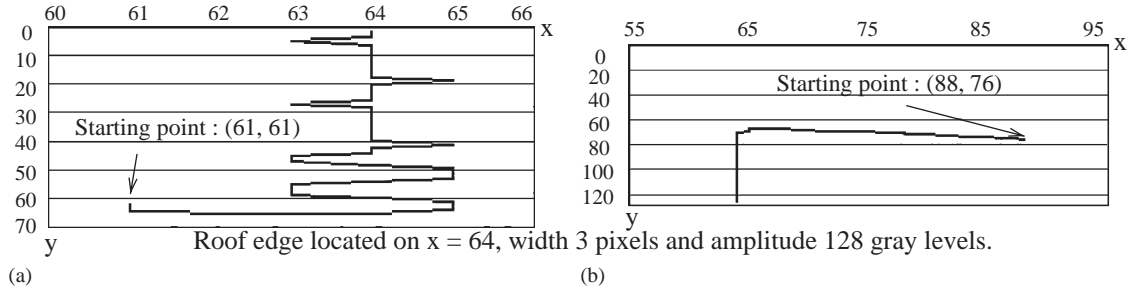 60 61 62 63 64 65 66
x
0
10
20
30
40
50
60
70
y
Starting point : (61, 61)
55 65 75 85 95
x
0
20
40
60
80
100
120
y
Starting point : (88, 76)
Roof edge located on x = 64, width 3 pixels and amplitude 128 gray levels.
(a)
(b)